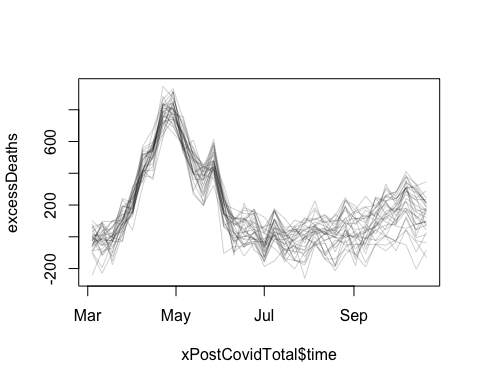 excessDeaths
600
200
-200
Mar May Jul Sep
xPostCovidTotal$time